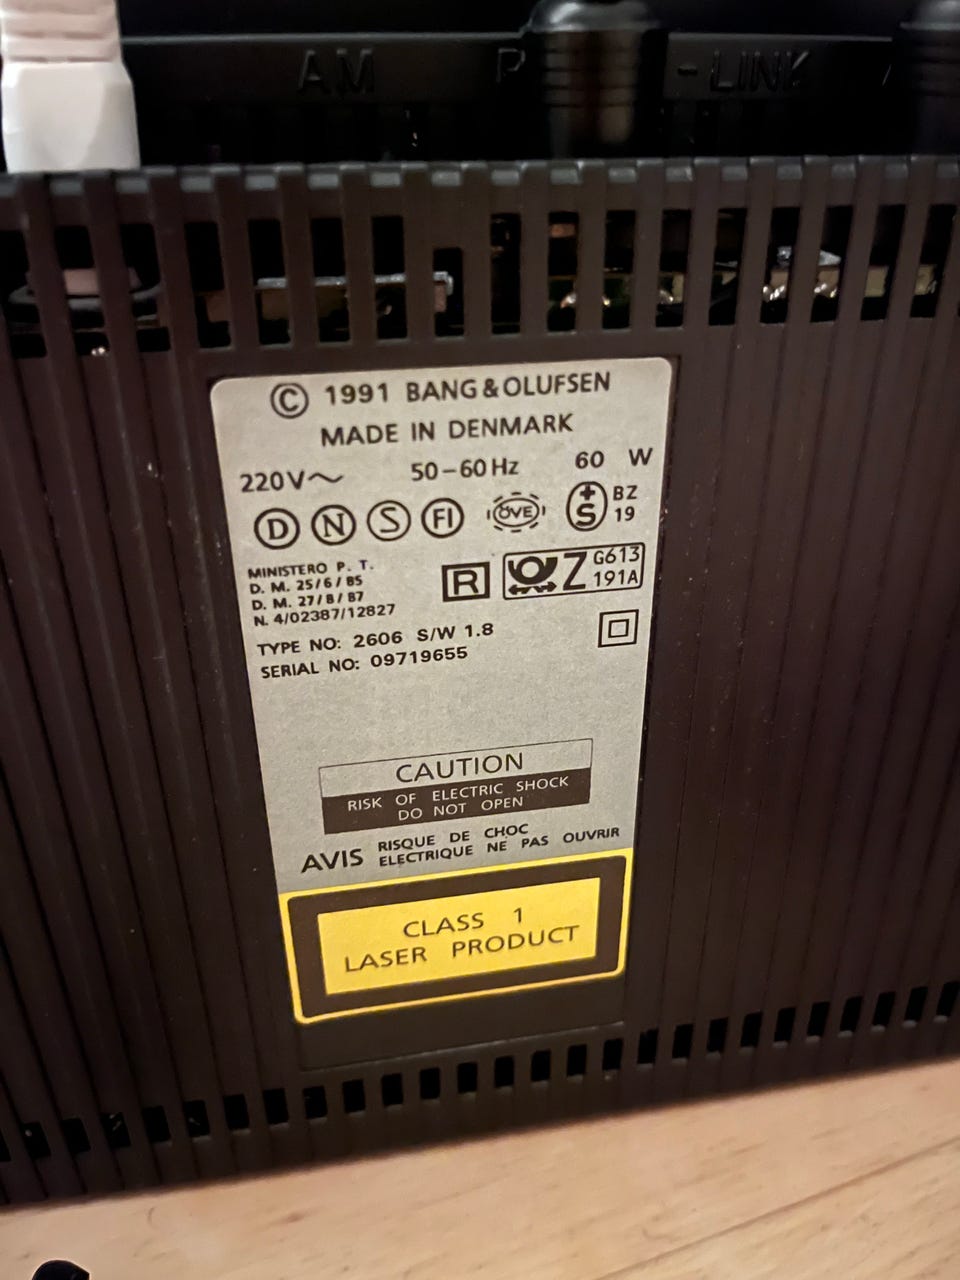 AM
-LINK
© 1991 BANG & OLUFSEN
MADE IN DENMARK
220V~ 50-60Hz 60 W
D N S FI ÖVE +S BZ 19
MINISTERO P. T.
D. M. 25/6/85
D. M. 27/8/87
N. 4/02387/12827
R Z G613 191A
TYPE NO: 2606 S/W 1.8
SERIAL NO: 09719655
CAUTION
RISK OF ELECTRIC SHOCK
DO NOT OPEN
AVIS RISQUE DE CHOC
ELECTRIQUE NE PAS OUVRIR
CLASS 1
LASER PRODUCT